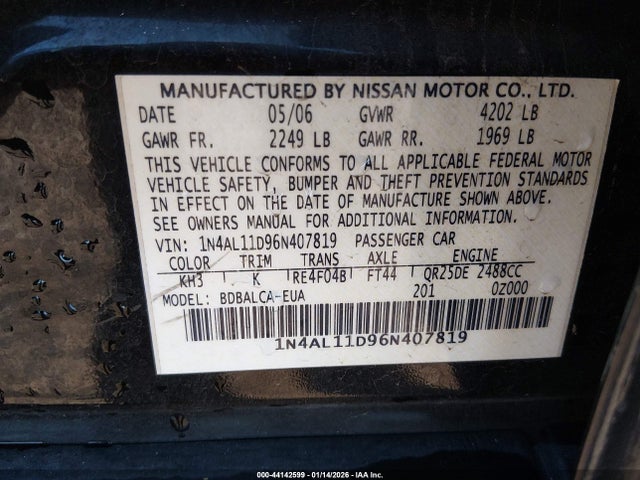 MANUFACTURED BY NISSAN MOTOR CO., LTD.
DATE 05/06 GVWR 4202 LB
GAWR FR. 2249 LB GAWR RR. 1969 LB
THIS VEHICLE CONFORMS TO ALL APPLICABLE FEDERAL MOTOR
VEHICLE SAFETY, BUMPER AND THEFT PREVENTION STANDARDS
IN EFFECT ON THE DATE OF MANUFACTURE SHOWN ABOVE.
SEE OWNERS MANUAL FOR ADDITIONAL INFORMATION.
VIN: 1N4AL11D96N407819 PASSENGER CAR
COLOR TRIM TRANS AXLE ENGINE
KH3 K RE4F04B FT44 QR25DE 2488CC
MODEL: BDBALCA-EUA 201 0Z000
1N4AL11D96N407819
000-44142599 | 01/14/2026 - IAA Inc.